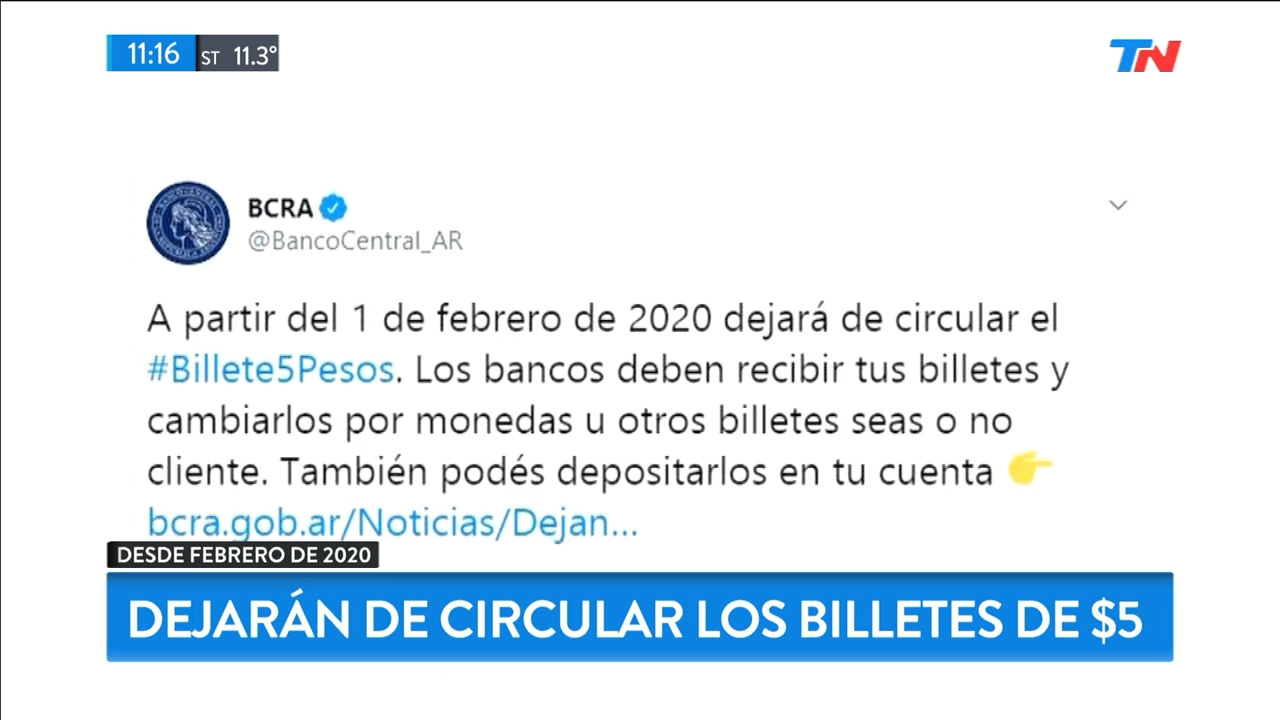 11:16 ST 11.3°
TN
BCRA
@BancoCentral_AR
A partir del 1 de febrero de 2020 dejará de circular el
#Billete5Pesos. Los bancos deben recibir tus billetes y
cambiarlos por monedas u otros billetes seas o no
cliente. También podés depositarlos en tu cuenta 👉
bcra.gob.ar/Noticias/Dejan...
DESDE FEBRERO DE 2020
DEJARÁN DE CIRCULAR LOS BILLETES DE $5